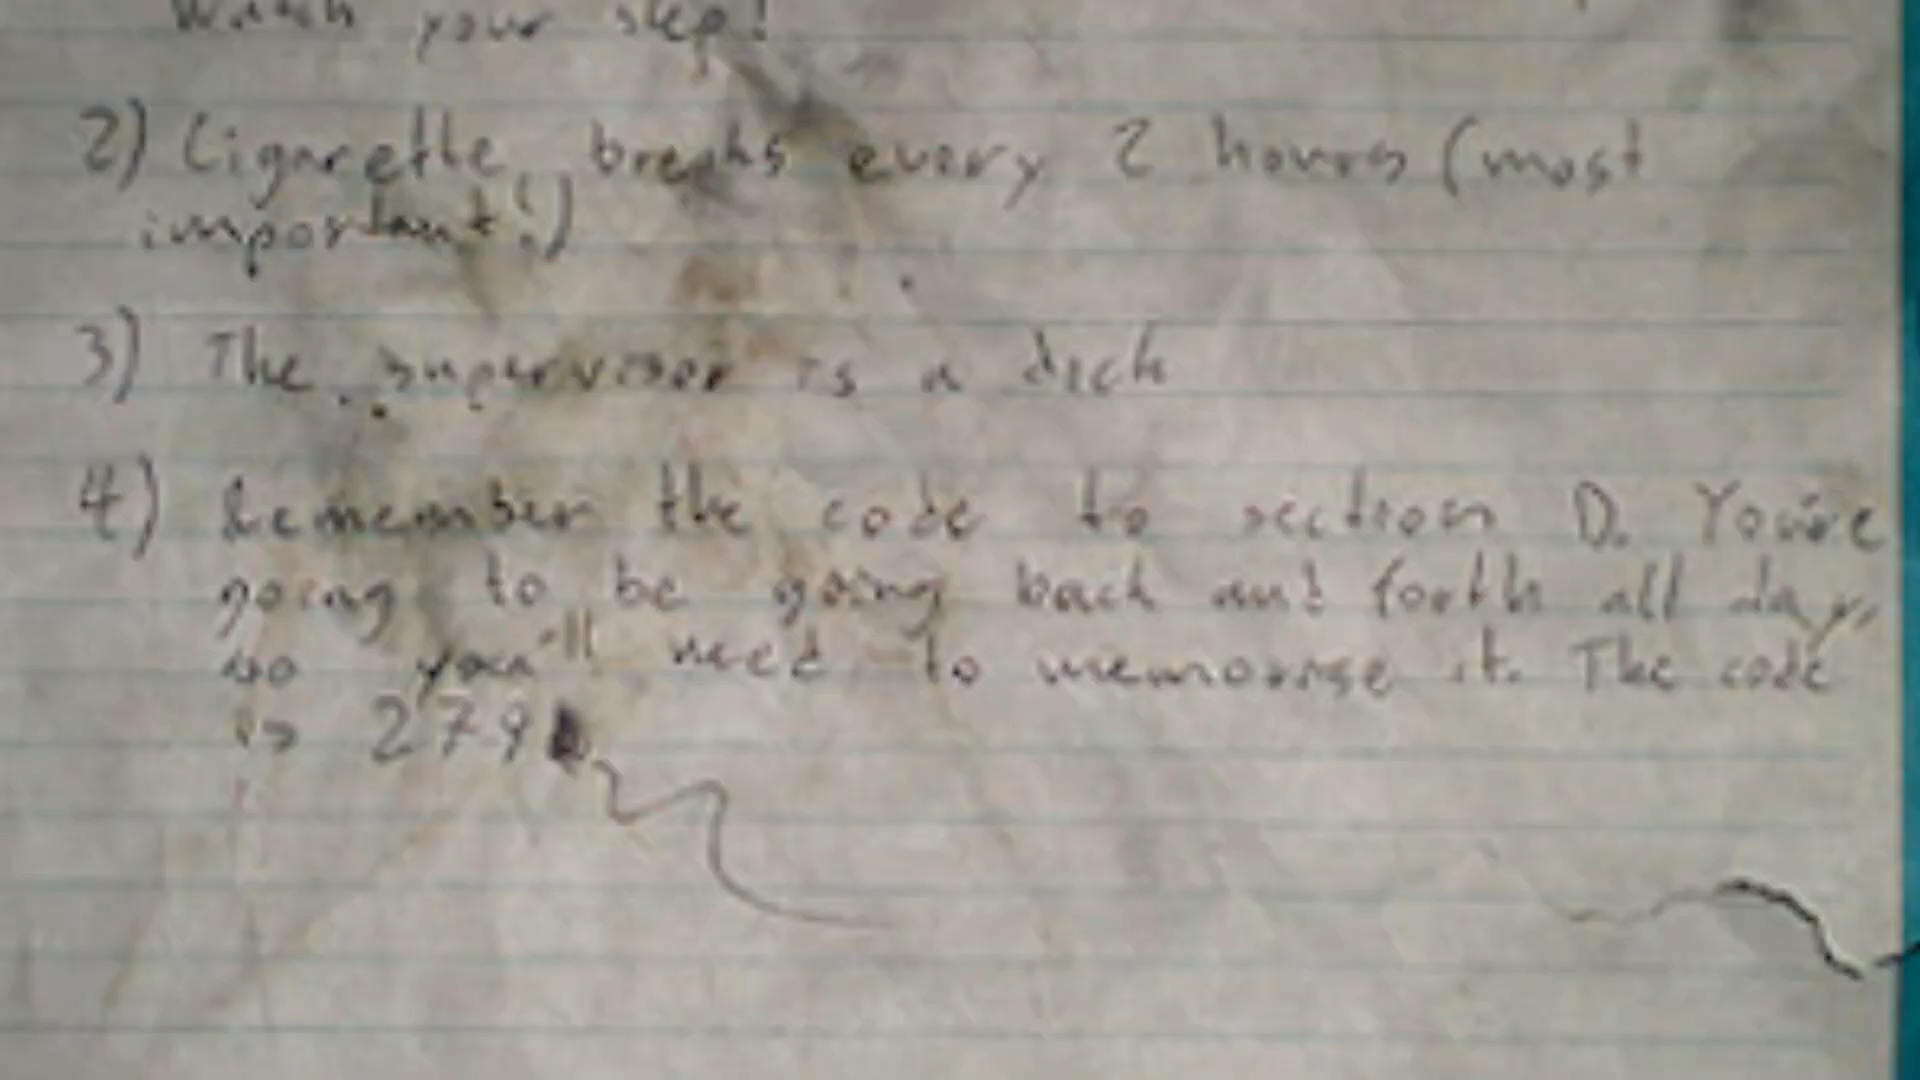 Watch your step!
2) Cigarette breaks every 2 hours (most
important!)
3) The supervisor is a dick
4) Remember the code to section D. You're
going to be going back and forth all day,
so you'll need to memorise it. The code
is 279